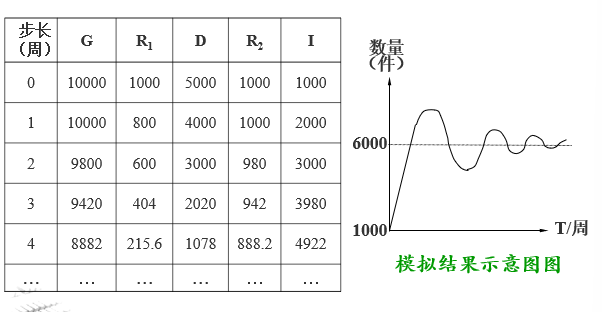 步长（周） G R₁ D R₂ I
0 10000 1000 5000 1000 1000
1 10000 800 4000 1000 2000
2 9800 600 3000 980 3000
3 9420 404 2020 942 3980
4 8882 215.6 1078 888.2 4922
… … … … … …
数量
（件）
6000
1000
T/周
模拟结果示意图图